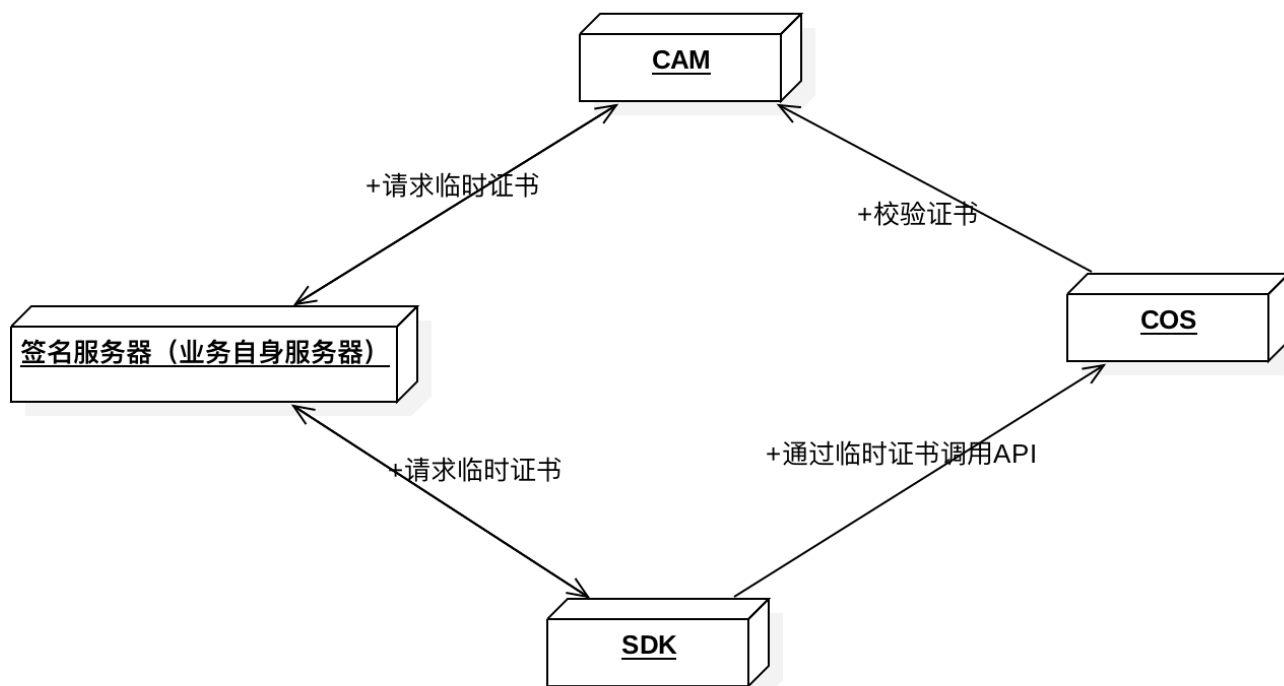 CAM
+请求临时证书
+校验证书
COS
签名服务器（业务自身服务器）
+通过临时证书调用API
+请求临时证书
SDK